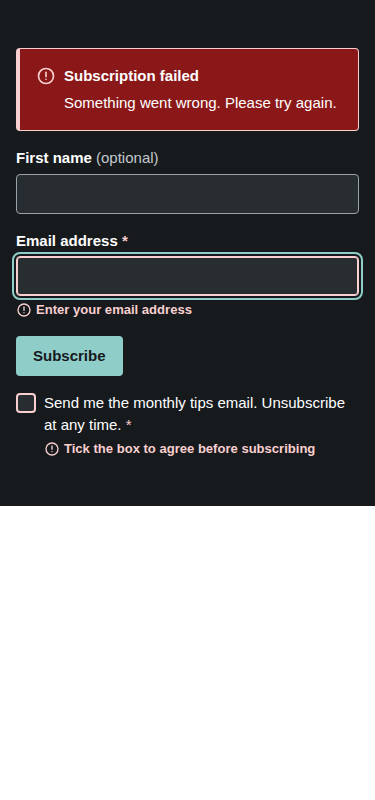 Subscription failed
Something went wrong. Please try again.
First name (optional)
Email address *
Enter your email address
Subscribe
Send me the monthly tips email. Unsubscribe
at any time. *
Tick the box to agree before subscribing